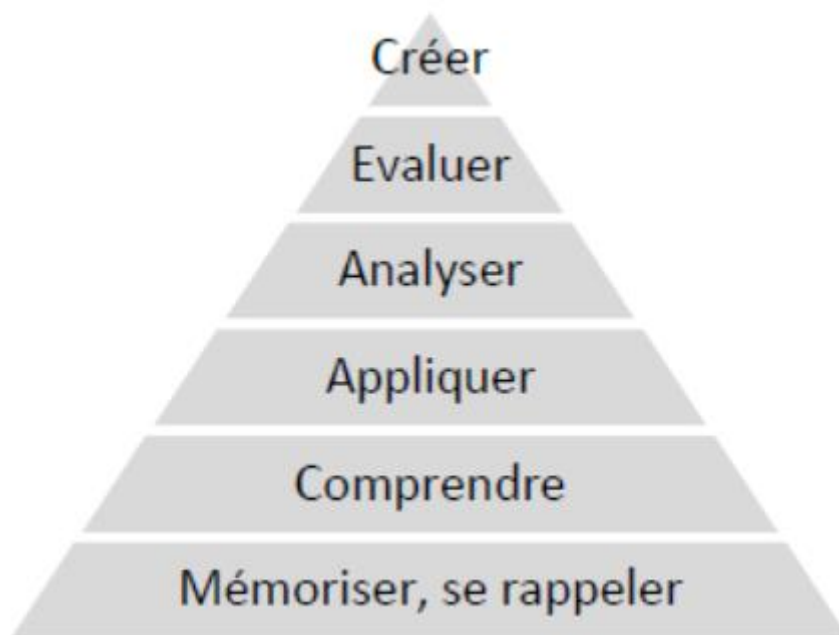 Créer
Evaluer
Analyser
Appliquer
Comprendre
Mémoriser, se rappeler